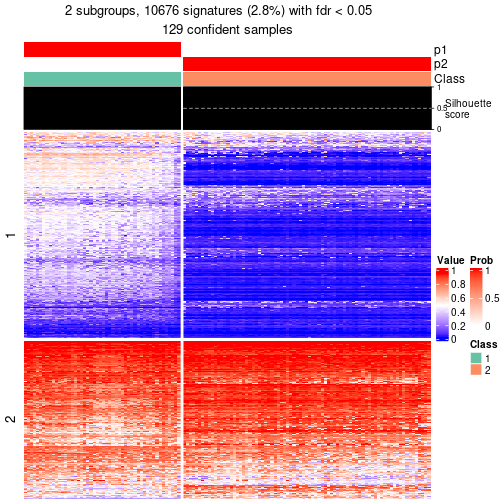 2 subgroups, 10676 signatures (2.8%) with fdr < 0.05
129 confident samples
p1
p2
Class
1
0.5
0
Silhouette
score
1
2
Value
1
0.8
0.6
0.4
0.2
0
Prob
1
0.5
0
Class
1
2